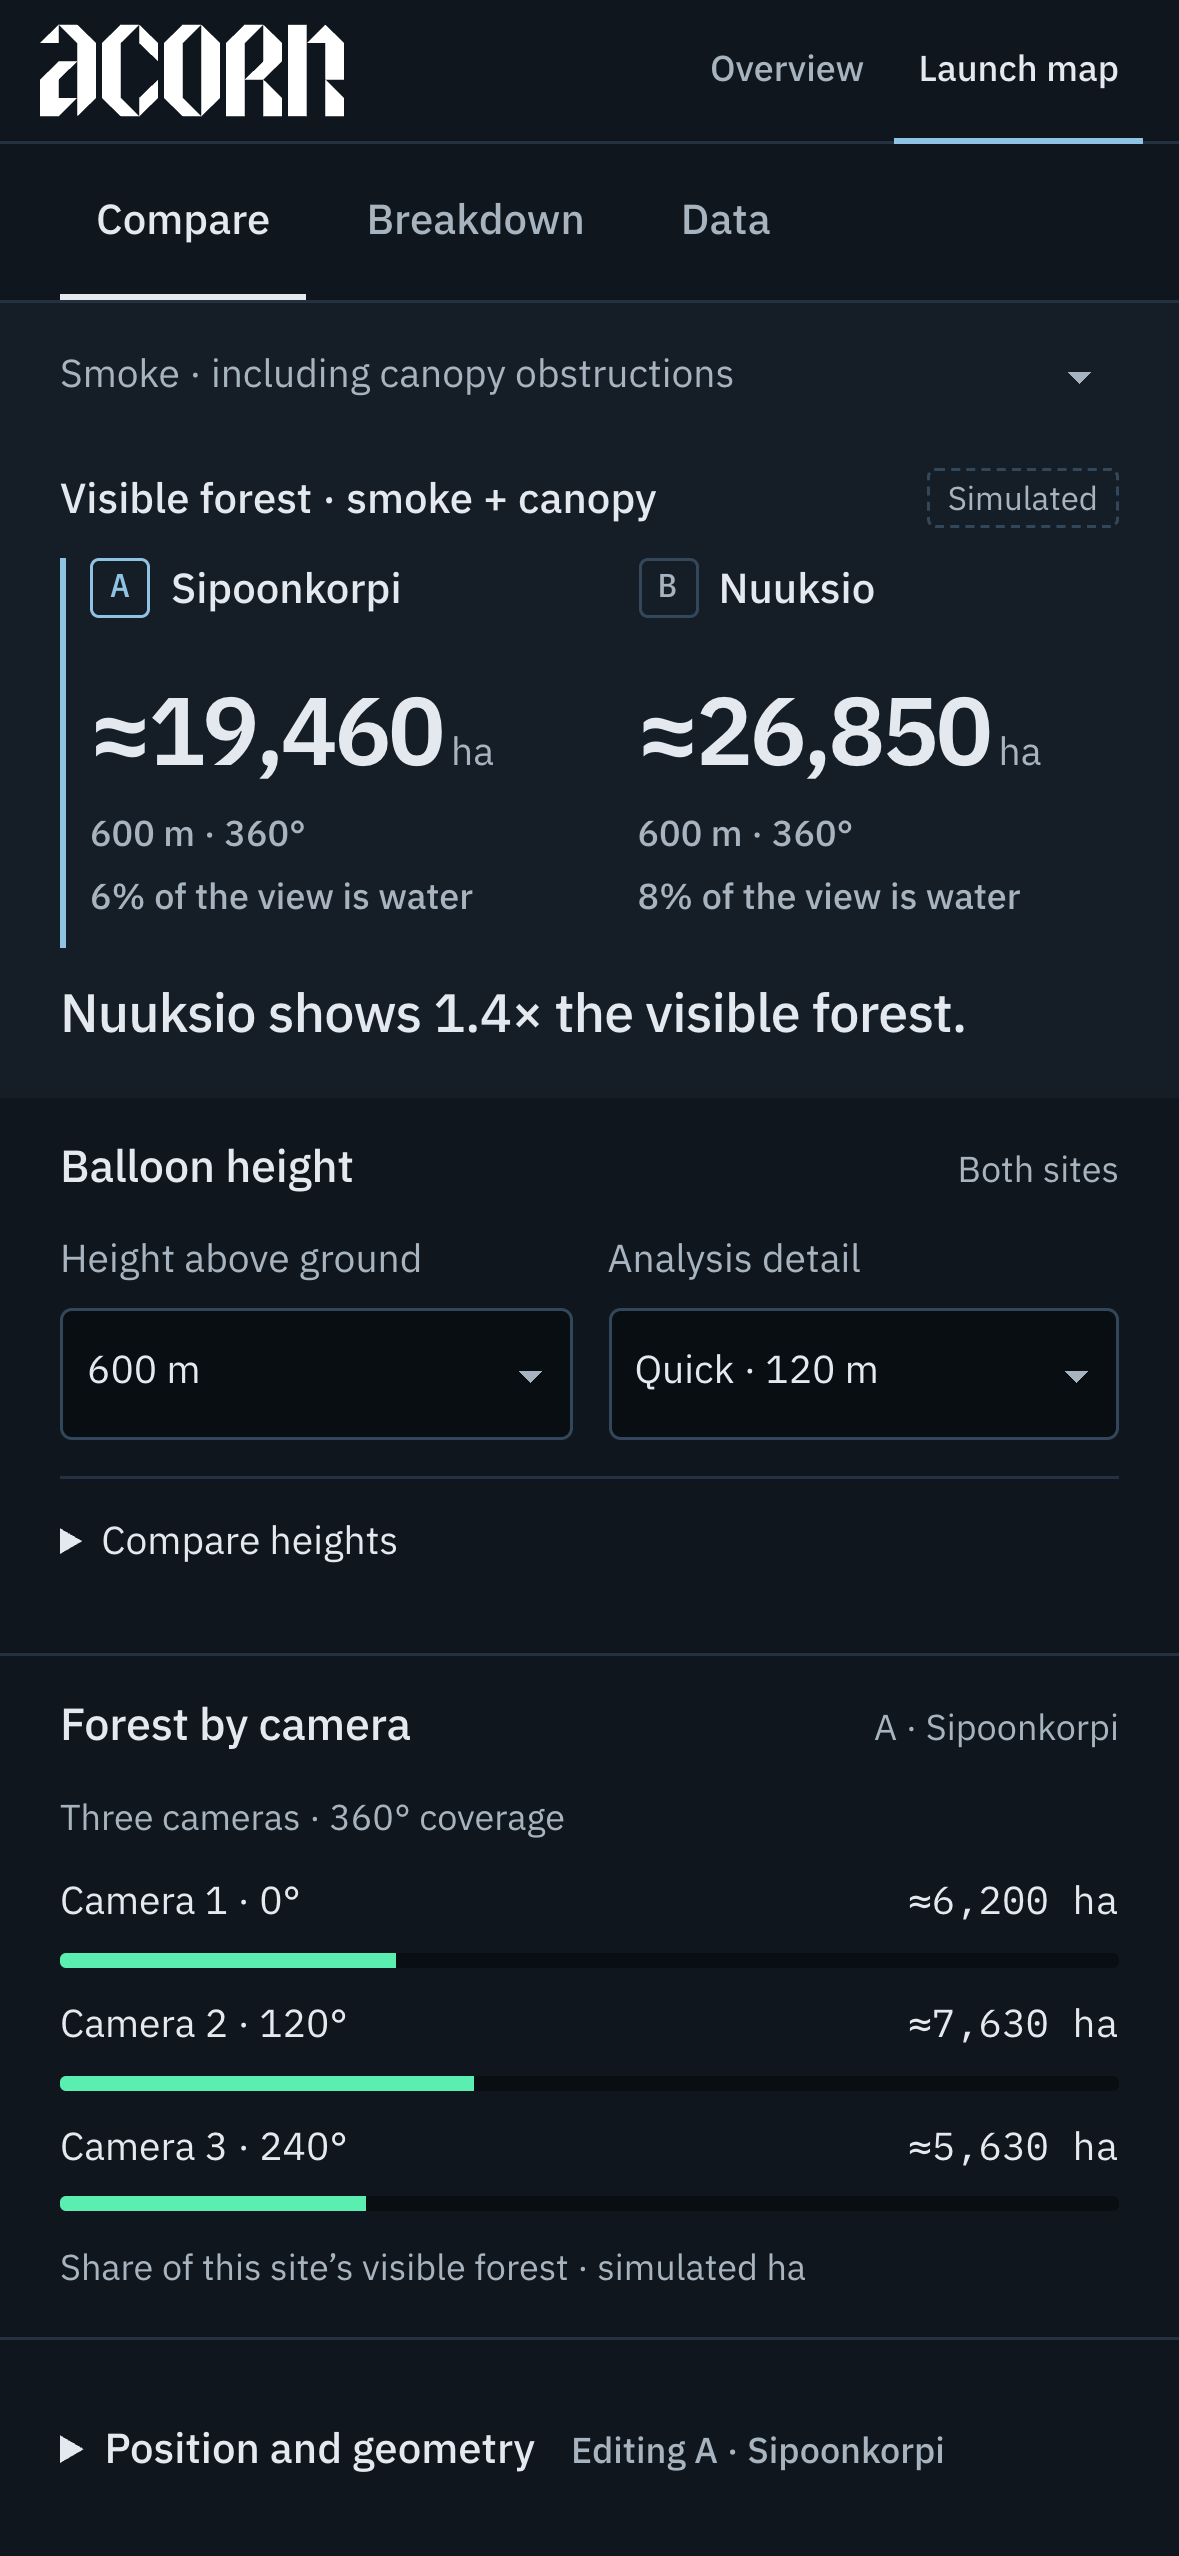 acorn
Overview Launch map
Compare Breakdown Data
Smoke · including canopy obstructions
Visible forest · smoke + canopy Simulated
A Sipoonkorpi B Nuuksio
≈19,460 ha ≈26,850 ha
600 m · 360° 600 m · 360°
6% of the view is water 8% of the view is water
Nuuksio shows 1.4× the visible forest.
Balloon height Both sites
Height above ground Analysis detail
600 m Quick · 120 m
Compare heights
Forest by camera A · Sipoonkorpi
Three cameras · 360° coverage
Camera 1 · 0° ≈6,200 ha
Camera 2 · 120° ≈7,630 ha
Camera 3 · 240° ≈5,630 ha
Share of this site’s visible forest · simulated ha
Position and geometry Editing A · Sipoonkorpi